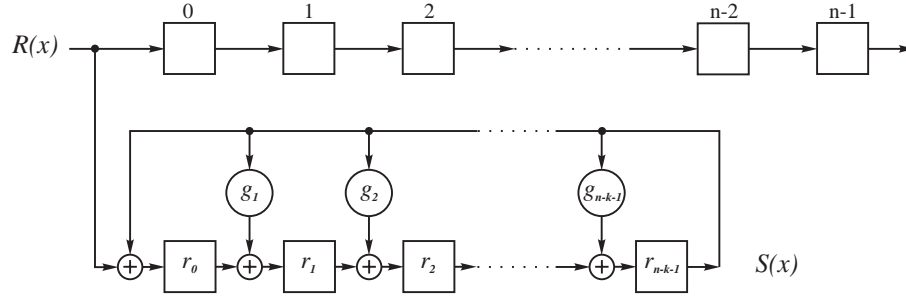 0 1 2 n-2 n-1
R(x)
g₁ g₂ gₙ₋ₖ₋₁
r₀ r₁ r₂ rₙ₋ₖ₋₁ S(x)